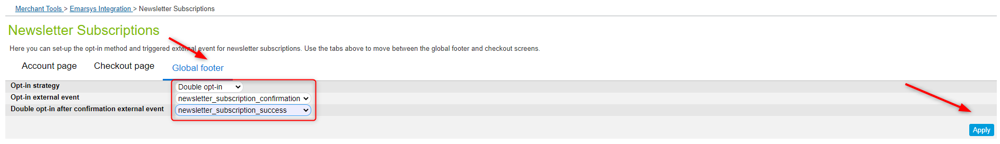 Merchant Tools > Emarsys Integration > Newsletter Subscriptions
Newsletter Subscriptions
Here you can set-up the opt-in method and triggered external event for newsletter subscriptions. Use the tabs above to move between the global footer and checkout screens.
Account page Checkout page Global footer
Opt-in strategy Double opt-in
Opt-in external event newsletter_subscription_confirmation
Double opt-in after confirmation external event newsletter_subscription_success
Apply